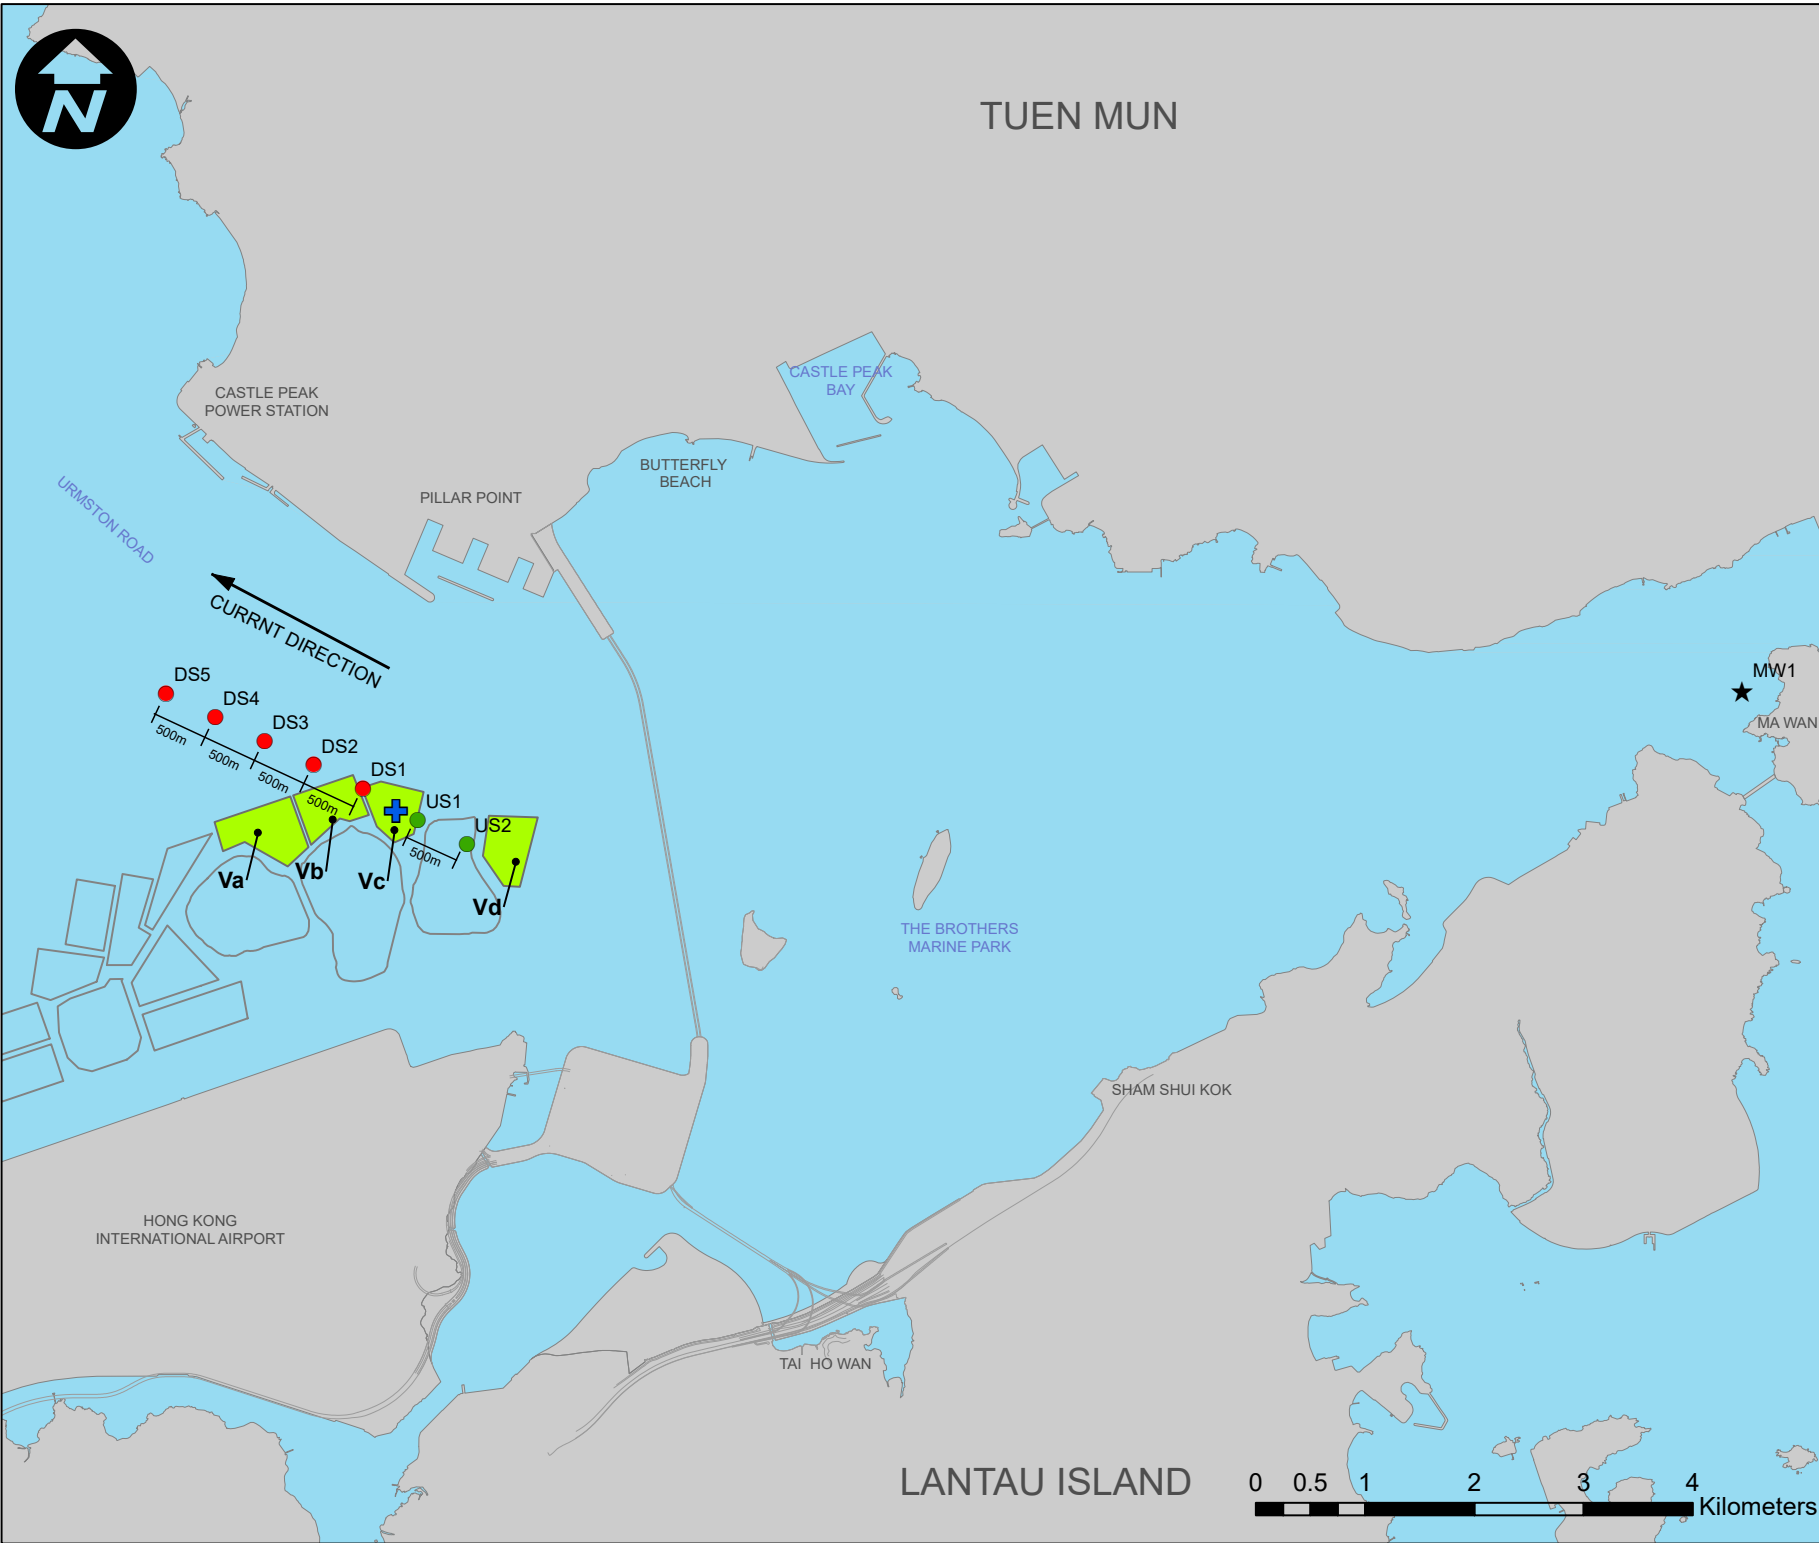 N
TUEN MUN
CASTLE PEAK
BAY
CASTLE PEAK
POWER STATION
BUTTERFLY
BEACH
PILLAR POINT
URMSTON ROAD
CURRNT DIRECTION
MW1
MA WAN
DS5
DS4
DS3
DS2
DS1
US1
US2
500m
500m
500m
500m
500m
Va
Vb
Vc
Vd
THE BROTHERS
MARINE PARK
SHAM SHUI KOK
HONG KONG
INTERNATIONAL AIRPORT
TAI HO WAN
LANTAU ISLAND
0 0.5 1 2 3 4
Kilometers